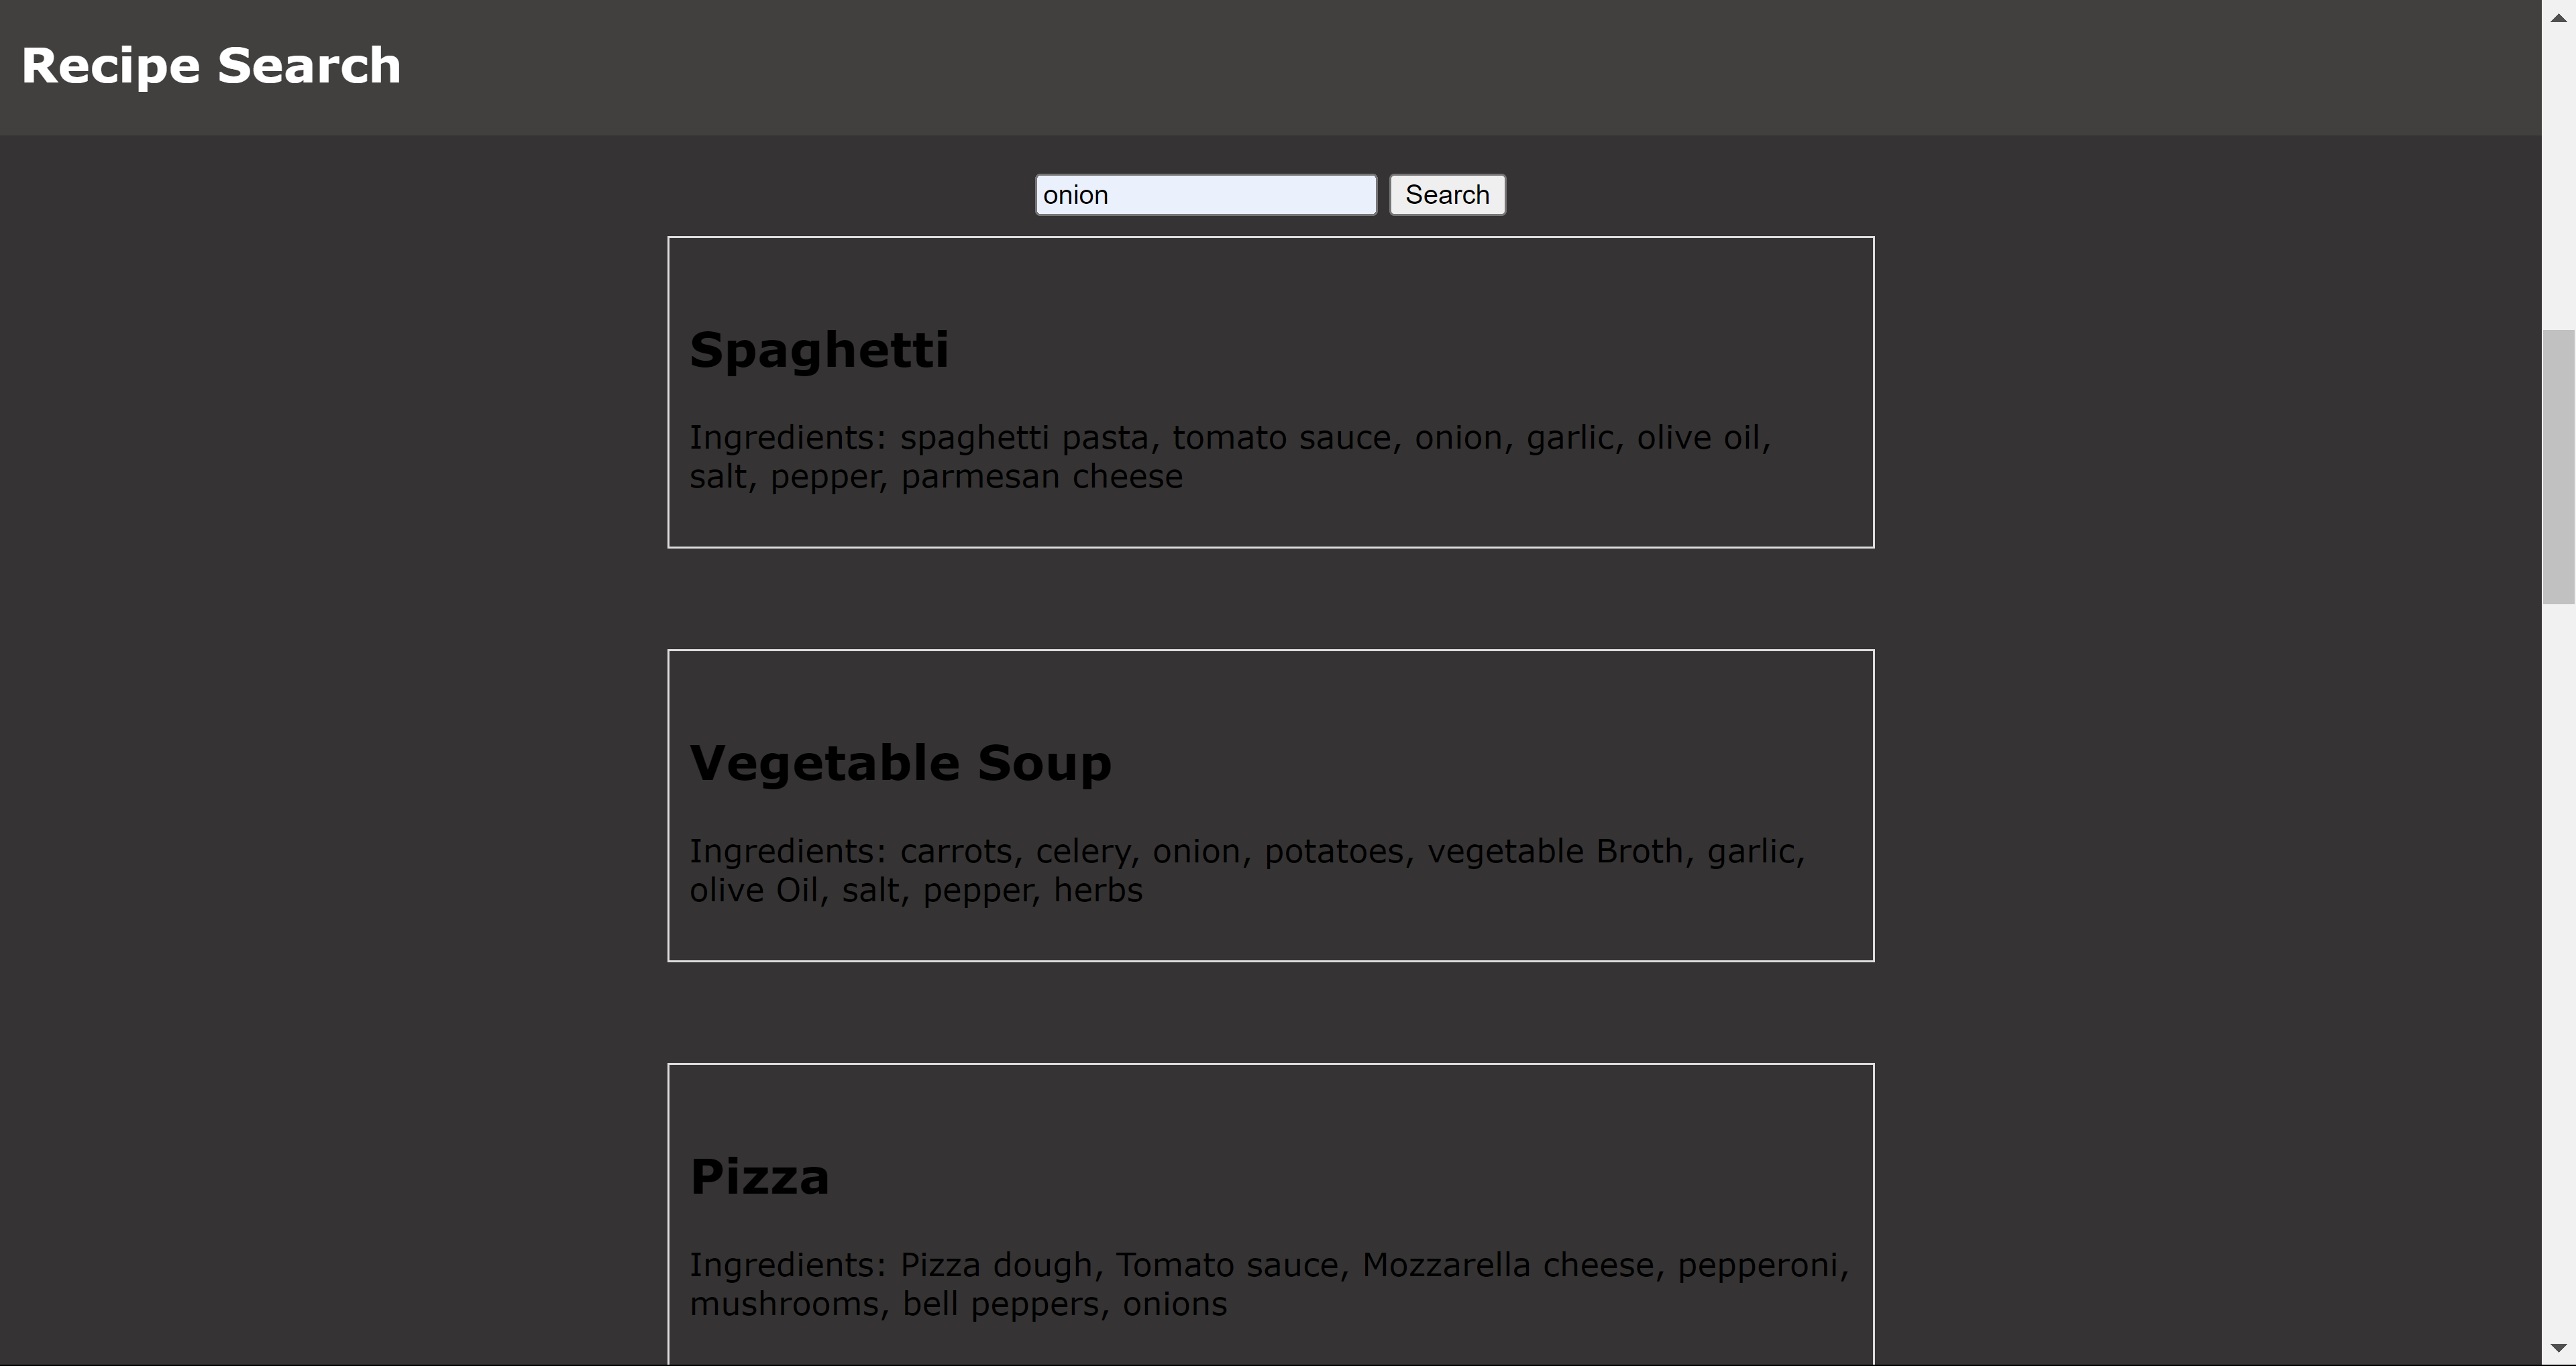 Recipe Search
onion Search
Spaghetti
Ingredients: spaghetti pasta, tomato sauce, onion, garlic, olive oil,
salt, pepper, parmesan cheese
Vegetable Soup
Ingredients: carrots, celery, onion, potatoes, vegetable Broth, garlic,
olive Oil, salt, pepper, herbs
Pizza
Ingredients: Pizza dough, Tomato sauce, Mozzarella cheese, pepperoni,
mushrooms, bell peppers, onions